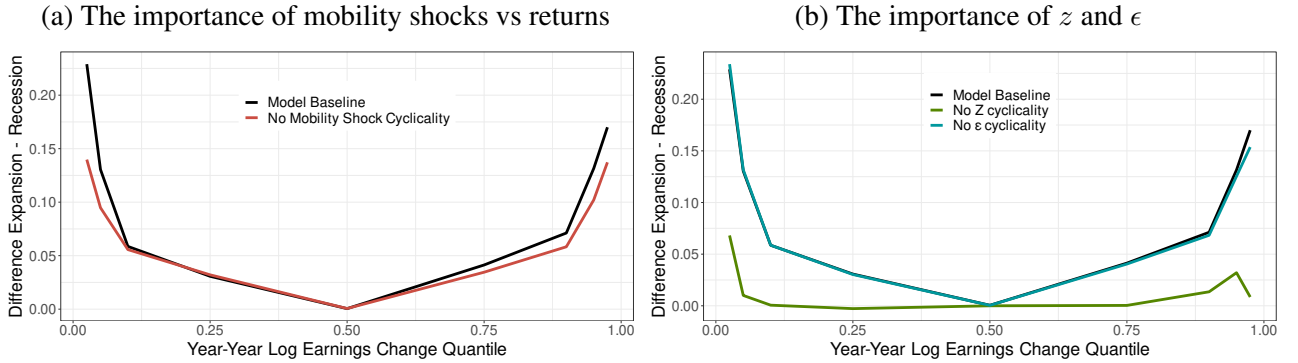 (a) The importance of mobility shocks vs returns
Difference Expansion - Recession
0.20
0.15
0.10
0.05
0.00
Model Baseline
No Mobility Shock Cyclicality
0.00 0.25 0.50 0.75 1.00
Year-Year Log Earnings Change Quantile
(b) The importance of z and ϵ
Difference Expansion - Recession
0.20
0.15
0.10
0.05
0.00
Model Baseline
No Z cyclicality
No ε cyclicality
0.00 0.25 0.50 0.75 1.00
Year-Year Log Earnings Change Quantile